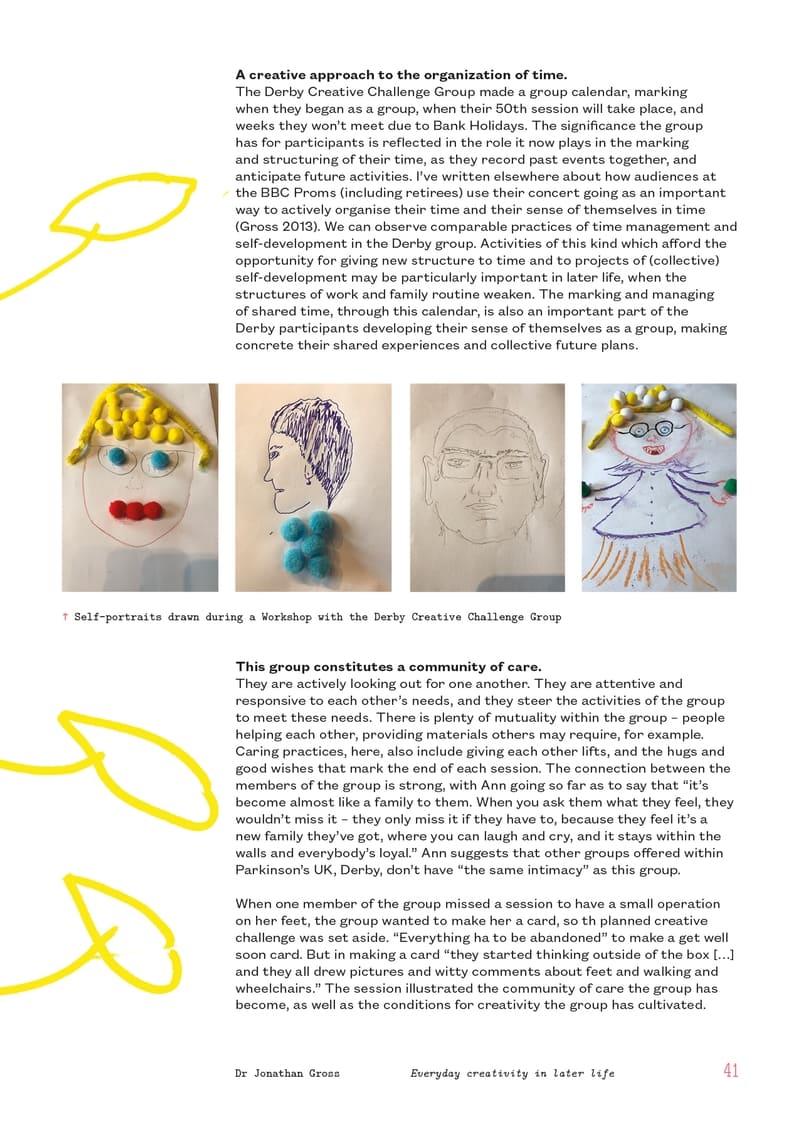 A creative approach to the organization of time.
The Derby Creative Challenge Group made a group calendar, marking
when they began as a group, when their 50th session will take place, and
weeks they won't meet due to Bank Holidays. The significance the group
has for participants is reflected in the role it now plays in the marking
and structuring of their time, as they record past events together, and
anticipate future activities. I've written elsewhere about how audiences at
the BBC Proms (including retirees) use their concert going as an important
way to actively organise their time and their sense of themselves in time
(Gross 2013). We can observe comparable practices of time management and
self-development in the Derby group. Activities of this kind which afford the
opportunity for giving new structure to time and to projects of (collective)
self-development may be particularly important in later life, when the
structures of work and family routine weaken. The marking and managing
of shared time, through this calendar, is also an important part of the
Derby participants developing their sense of themselves as a group, making
concrete their shared experiences and collective future plans.
↑ Self-portraits drawn during a Workshop with the Derby Creative Challenge Group
This group constitutes a community of care.
They are actively looking out for one another. They are attentive and
responsive to each other's needs, and they steer the activities of the group
to meet these needs. There is plenty of mutuality within the group – people
helping each other, providing materials others may require, for example.
Caring practices, here, also include giving each other lifts, and the hugs and
good wishes that mark the end of each session. The connection between the
members of the group is strong, with Ann going so far as to say that "it's
become almost like a family to them. When you ask them what they feel, they
wouldn't miss it – they only miss it if they have to, because they feel it's a
new family they've got, where you can laugh and cry, and it stays within the
walls and everybody's loyal." Ann suggests that other groups offered within
Parkinson's UK, Derby, don't have "the same intimacy" as this group.
When one member of the group missed a session to have a small operation
on her feet, the group wanted to make her a card, so th planned creative
challenge was set aside. "Everything ha to be abandoned" to make a get well
soon card. But in making a card "they started thinking outside of the box [...]
and they all drew pictures and witty comments about feet and walking and
wheelchairs." The session illustrated the community of care the group has
become, as well as the conditions for creativity the group has cultivated.
Dr Jonathan Gross Everyday creativity in later life 41